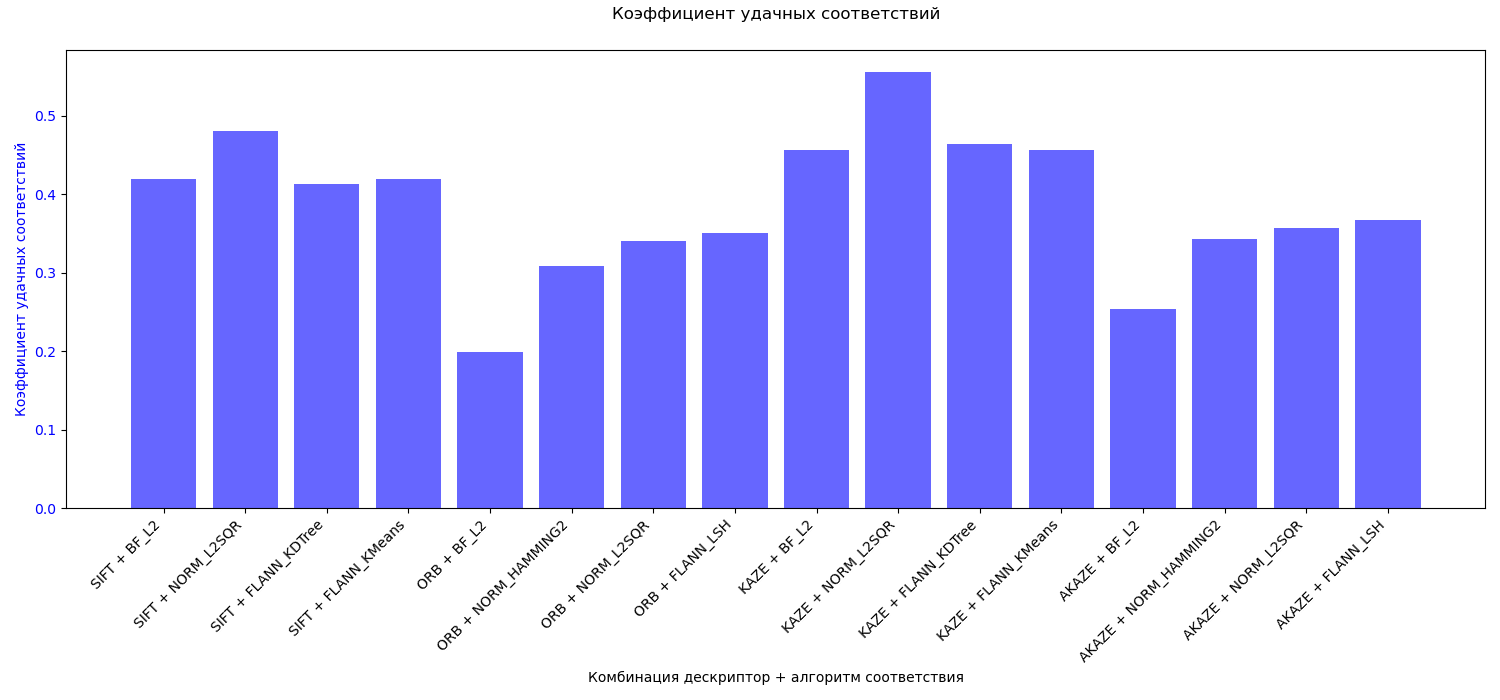 Коэффициент удачных соответствий
Коэффициент удачных соответствий
0.5
0.4
0.3
0.2
0.1
0.0
SIFT + BF_L2
SIFT + NORM_L2SQR
SIFT + FLANN_KDTree
SIFT + FLANN_KMeans
ORB + BF_L2
ORB + NORM_HAMMING2
ORB + NORM_L2SQR
ORB + FLANN_LSH
KAZE + BF_L2
KAZE + NORM_L2SQR
KAZE + FLANN_KDTree
KAZE + FLANN_KMeans
AKAZE + BF_L2
AKAZE + NORM_HAMMING2
AKAZE + NORM_L2SQR
AKAZE + FLANN_LSH
Комбинация дескриптор + алгоритм соответствия